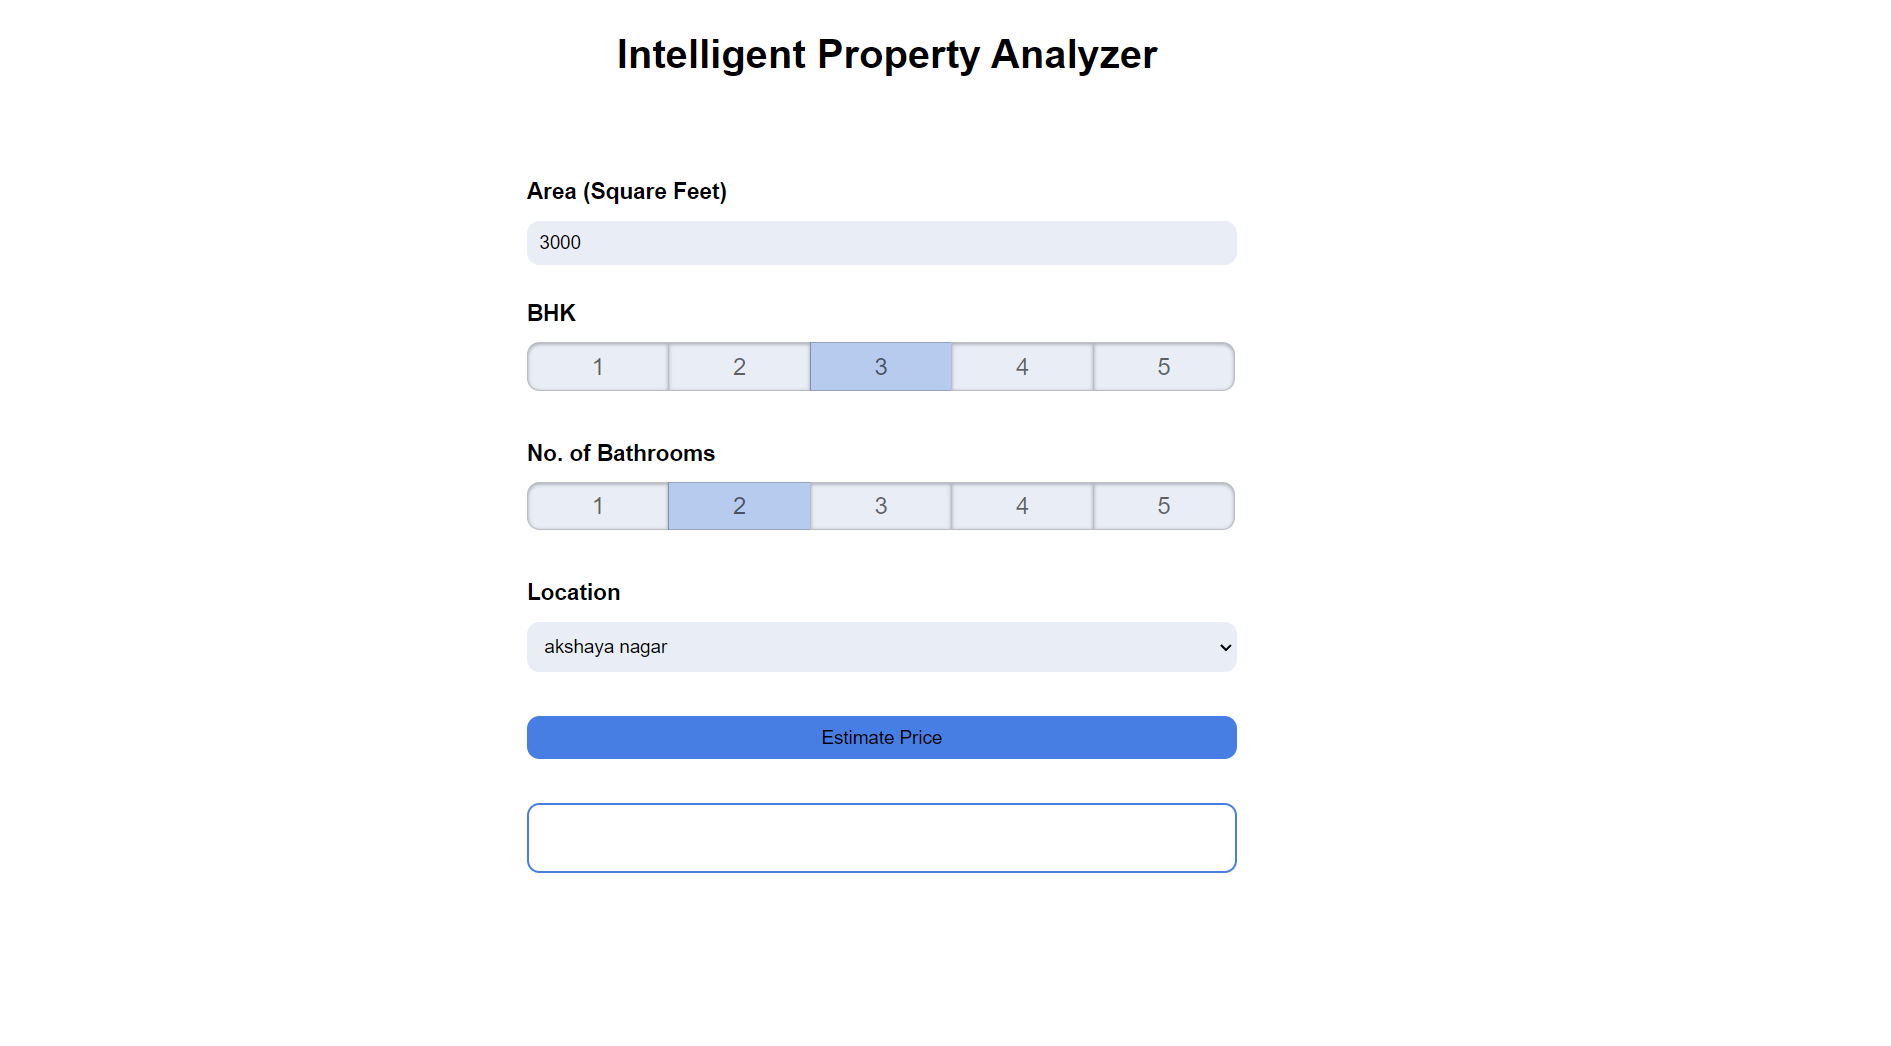 Intelligent Property Analyzer
Area (Square Feet)
3000
BHK
1 2 3 4 5
No. of Bathrooms
1 2 3 4 5
Location
akshaya nagar
Estimate Price